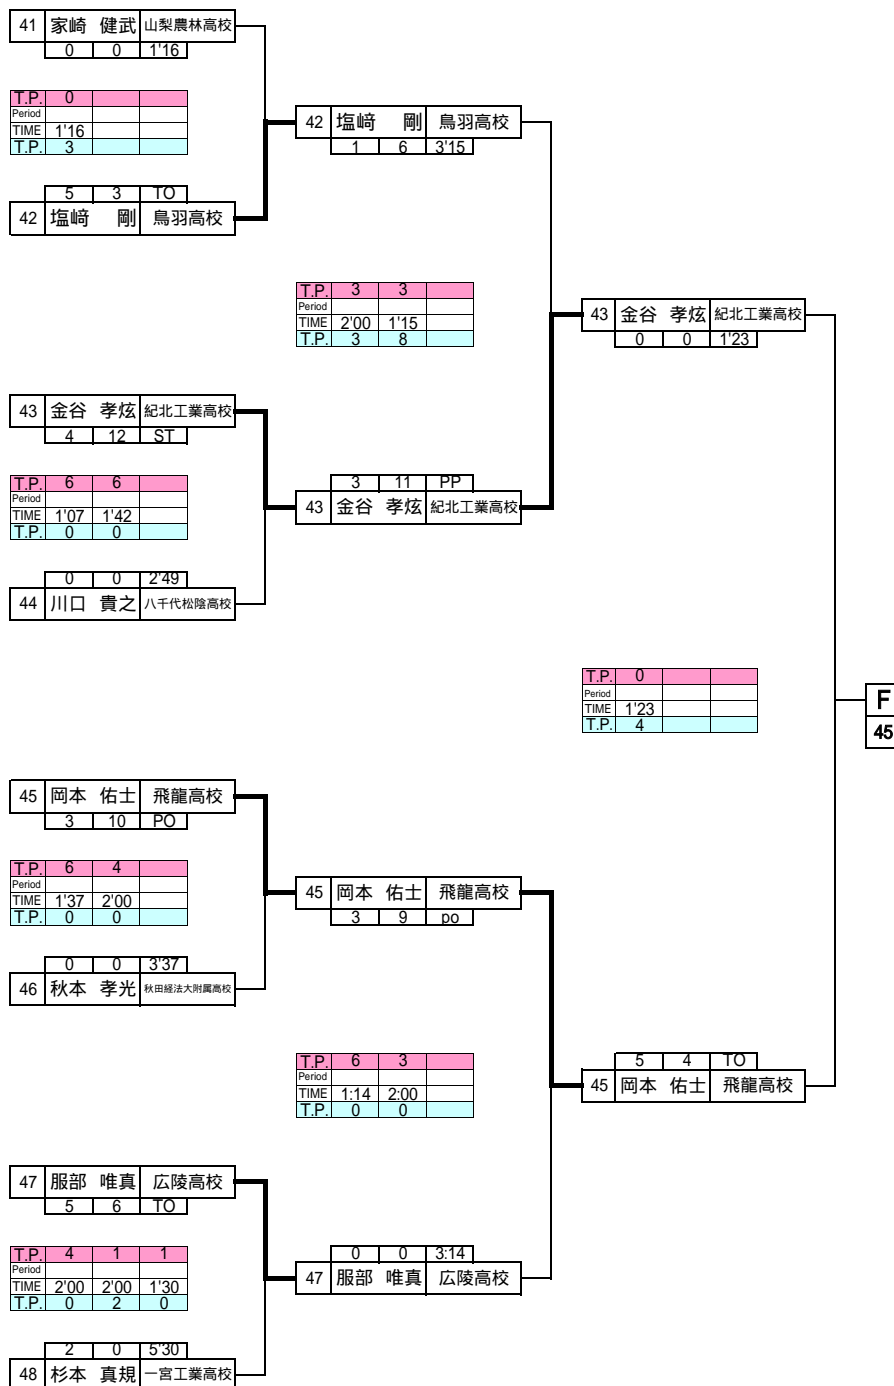 41 家崎 健武 山梨農林高校
0 0 1'16
T.P. 0
Period
TIME 1'16
T.P. 3
5 3 TO
42 塩﨑 剛 鳥羽高校
42 塩﨑 剛 鳥羽高校
1 6 3'15
T.P. 3 3
Period
TIME 2'00 1'15
T.P. 3 8
43 金谷 孝炫 紀北工業高校
0 0 1'23
43 金谷 孝炫 紀北工業高校
4 12 ST
T.P. 6 6
Period
TIME 1'07 1'42
T.P. 0 0
3 11 PP
43 金谷 孝炫 紀北工業高校
0 0 2'49
44 川口 貴之 八千代松陰高校
T.P. 0
Period
TIME 1'23
T.P. 4
F
45
45 岡本 佑士 飛龍高校
3 10 PO
T.P. 6 4
Period
TIME 1'37 2'00
T.P. 0 0
45 岡本 佑士 飛龍高校
3 9 po
0 0 3'37
46 秋本 孝光 秋田経法大附属高校
T.P. 6 3
Period
TIME 1:14 2:00
T.P. 0 0
5 4 TO
45 岡本 佑士 飛龍高校
47 服部 唯真 広陵高校
5 6 TO
T.P. 4 1 1
Period
TIME 2'00 2'00 1'30
T.P. 0 2 0
0 0 3:14
47 服部 唯真 広陵高校
2 0 5'30
48 杉本 真規 一宮工業高校